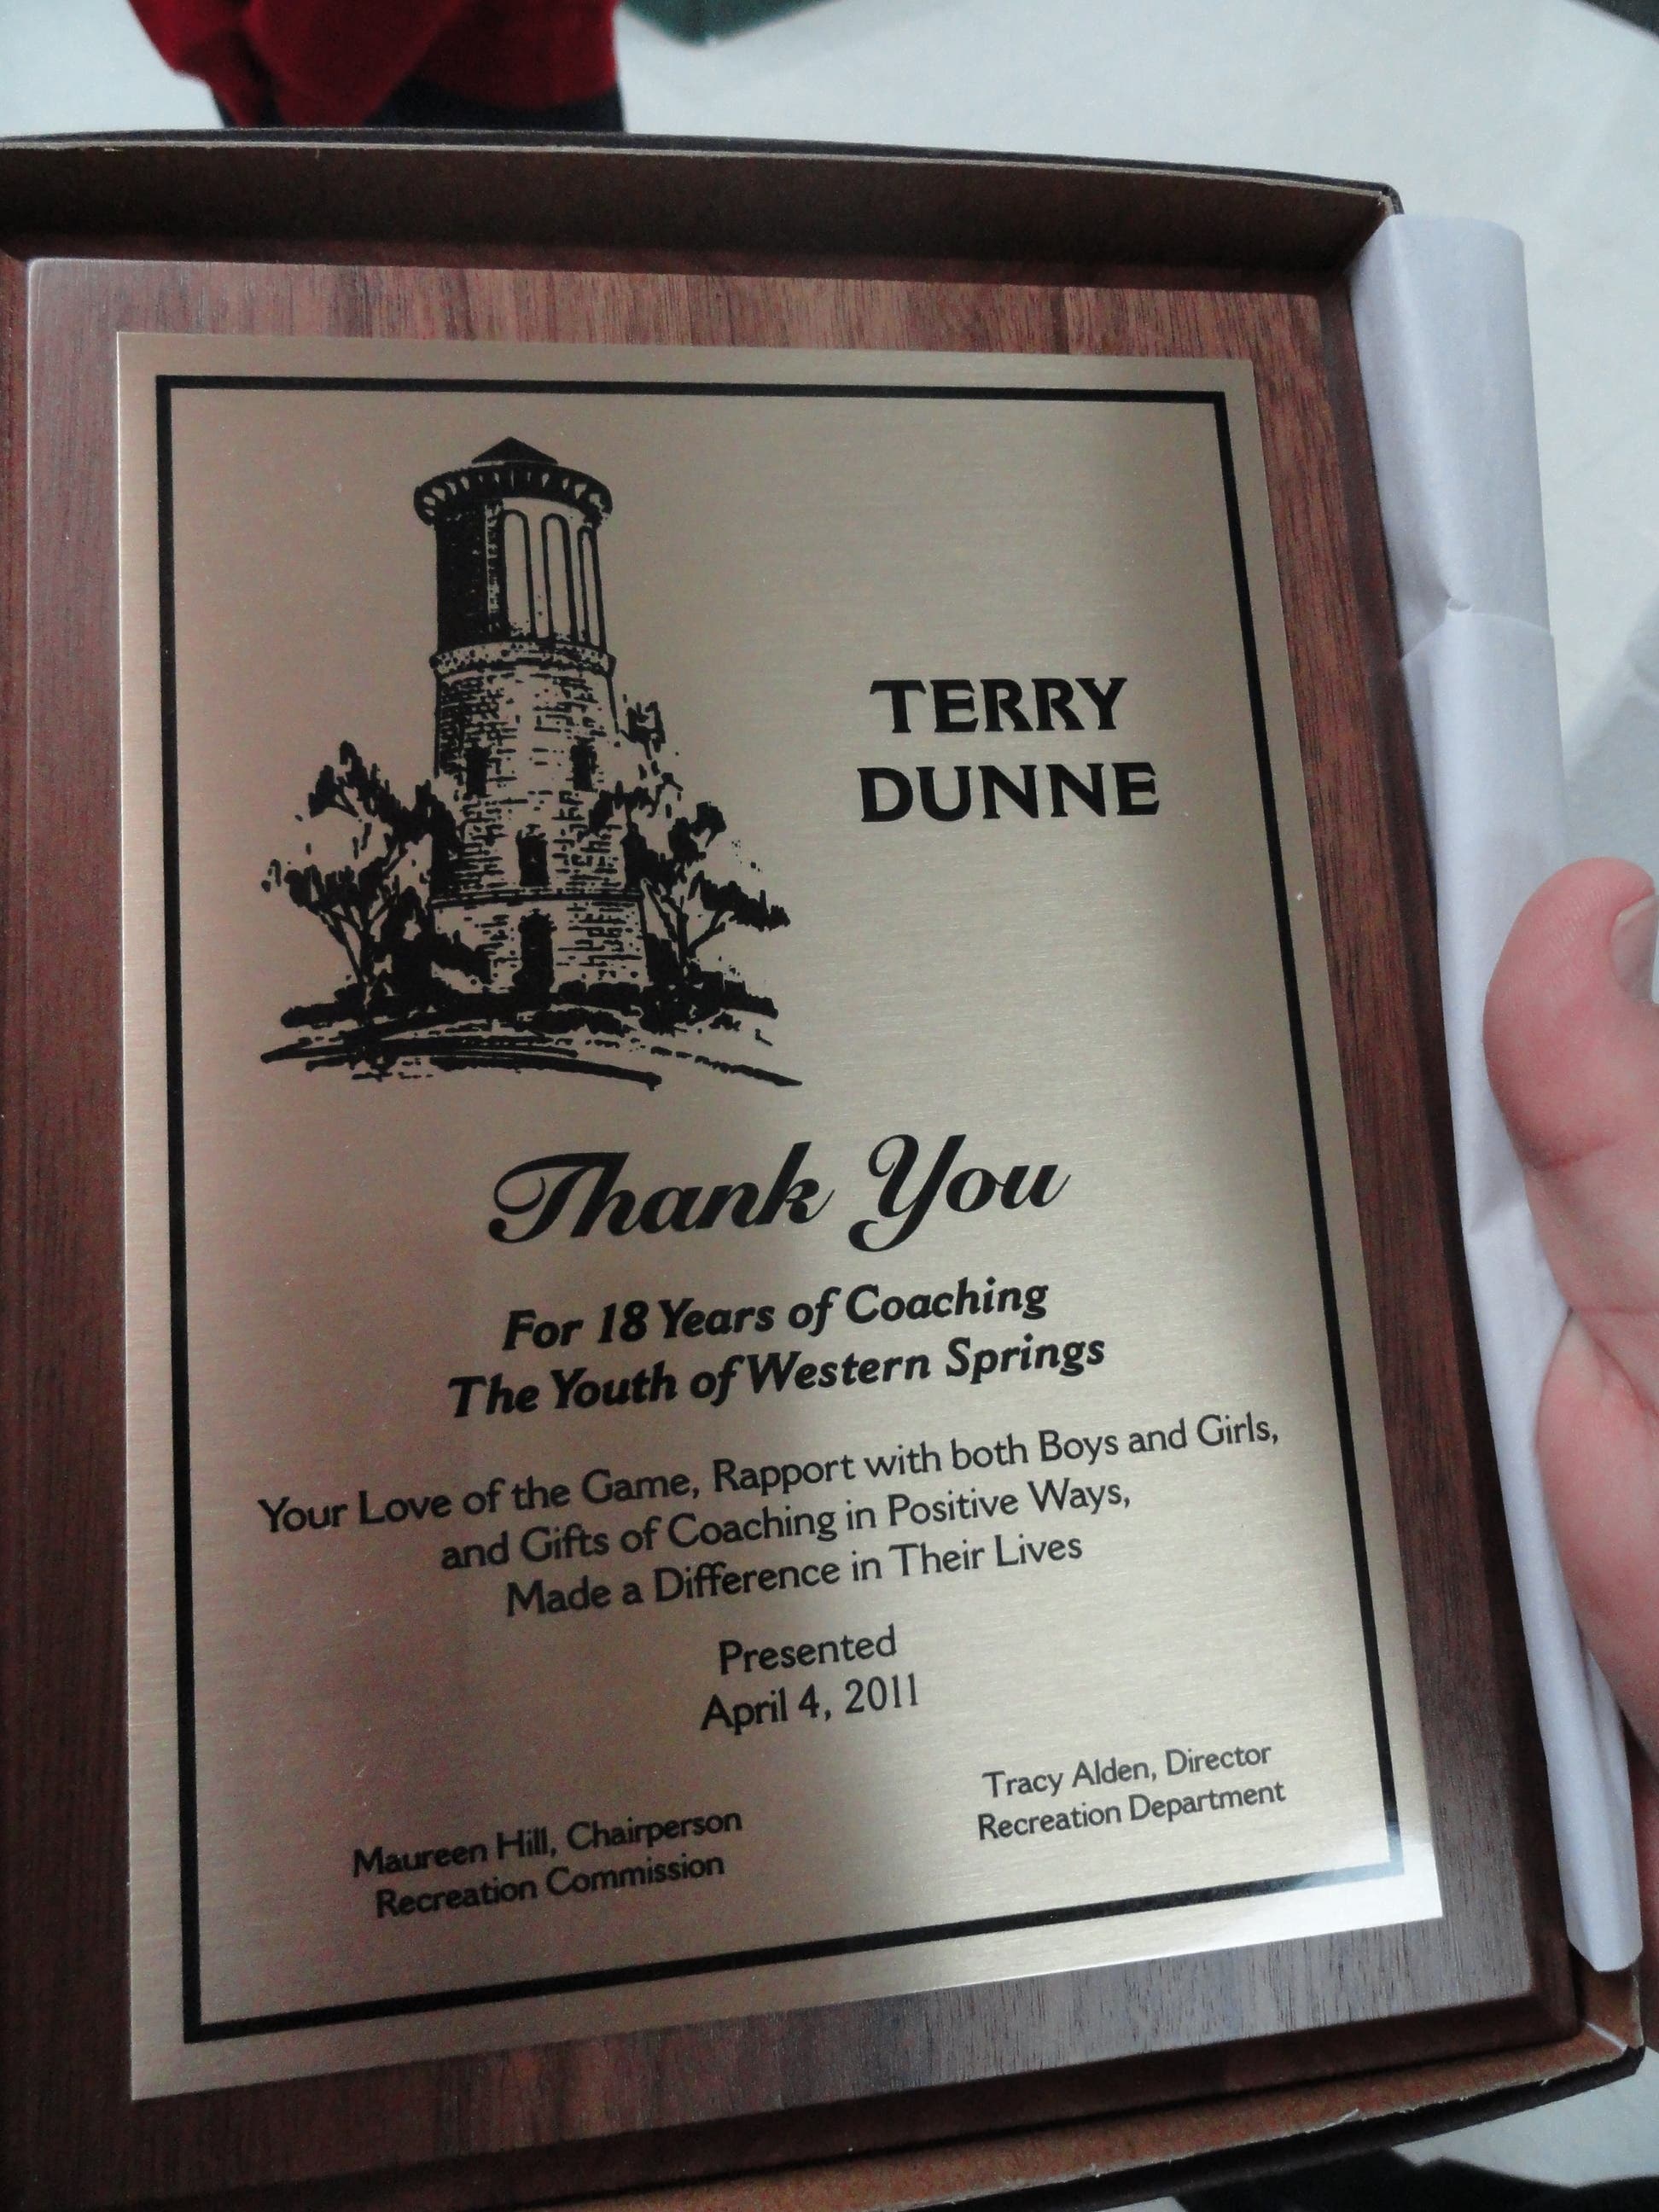 TERRY
DUNNE
Thank You
For 18 Years of Coaching
The Youth of Western Springs
Your Love of the Game, Rapport with both Boys and Girls,
and Gifts of Coaching in Positive Ways,
Made a Difference in Their Lives
Presented
April 4, 2011
Maureen Hill, Chairperson
Recreation Commission
Tracy Alden, Director
Recreation Department